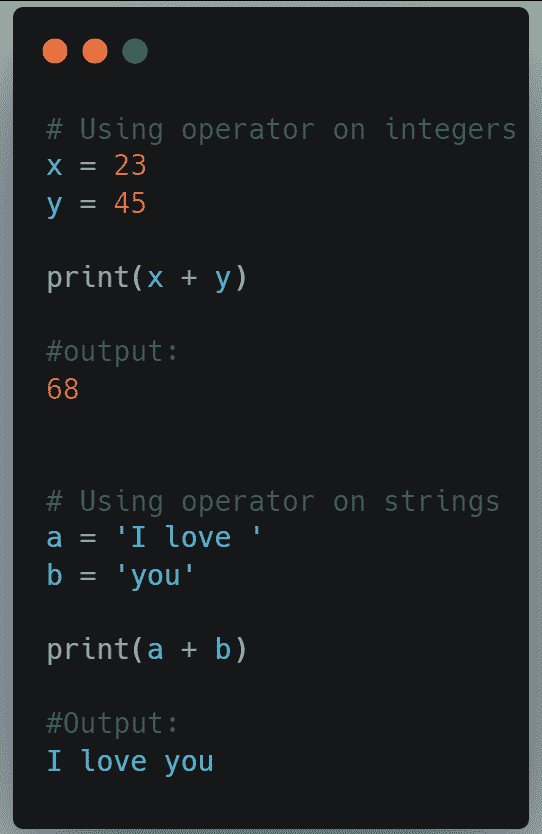 # Using operator on integers
x = 23
y = 45
print(x + y)
#output:
68
# Using operator on strings
a = 'I love '
b = 'you'
print(a + b)
#Output:
I love you